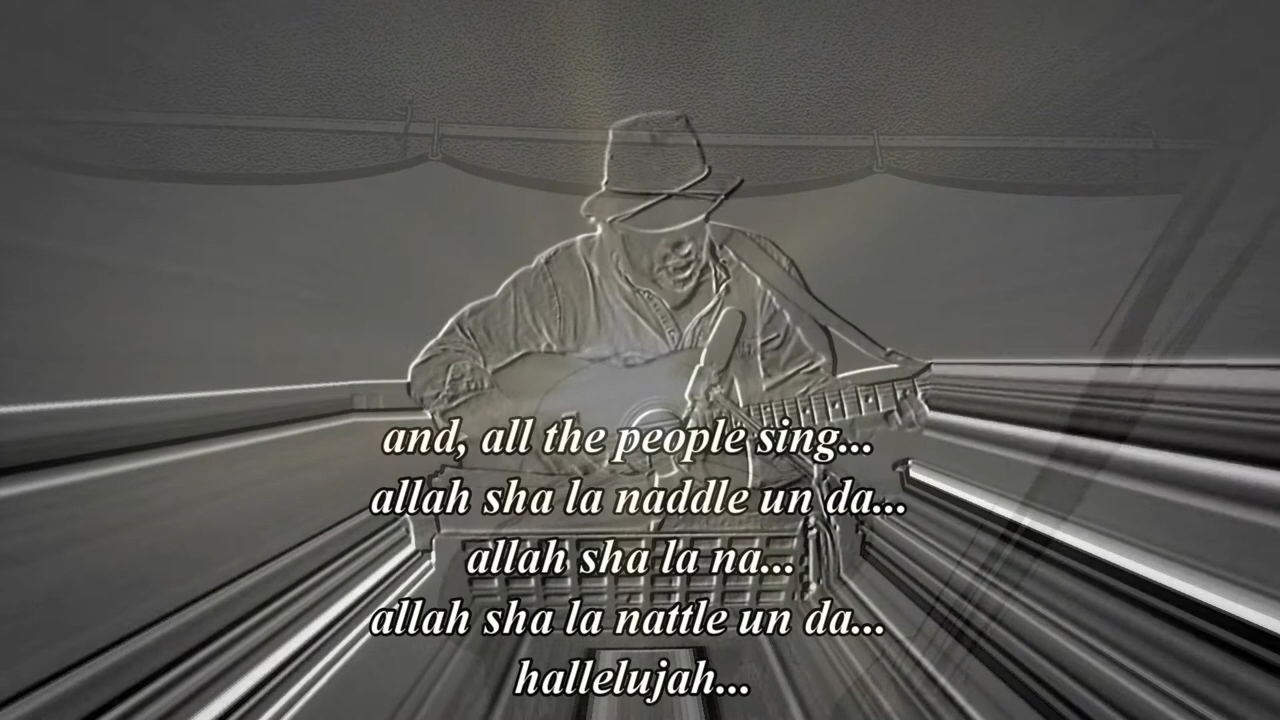 and, all the people sing...
allah sha la naddle un da...
allah sha la na...
allah sha la nattle un da...
hallelujah...